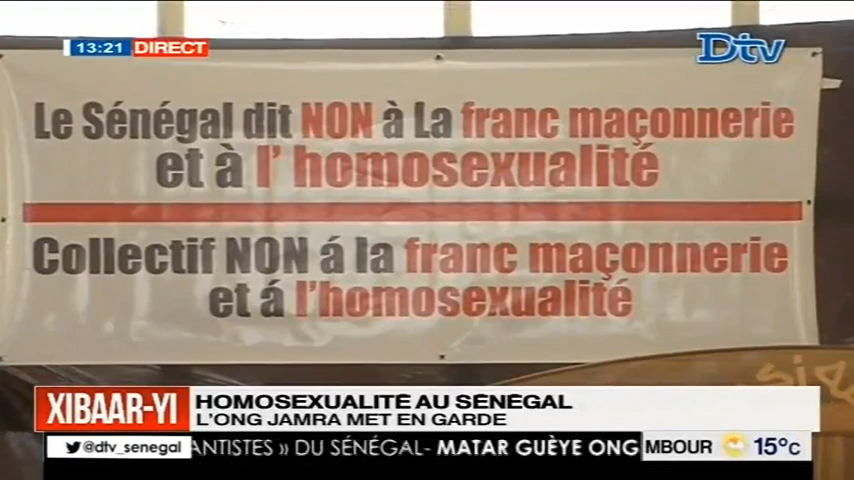 13:21 DIRECT
Dtv
Le Sénégal dit NON à La franc maçonnerie
et à l' homosexualité
Collectif NON á la franc maçonnerie
et á l'homosexualité
XIBAAR-YI
HOMOSEXUALITÉ AU SÉNÉGAL
L'ONG JAMRA MET EN GARDE
@dtv_senegal
ANTISTES » DU SÉNÉGAL- MATAR GUÈYE ONG
MBOUR 15°C